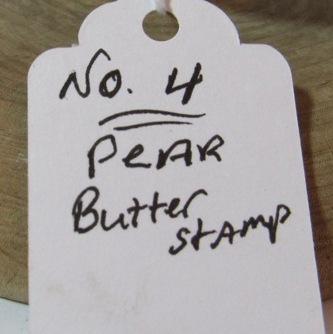 No. 4
PeAR
Butter
stAmp